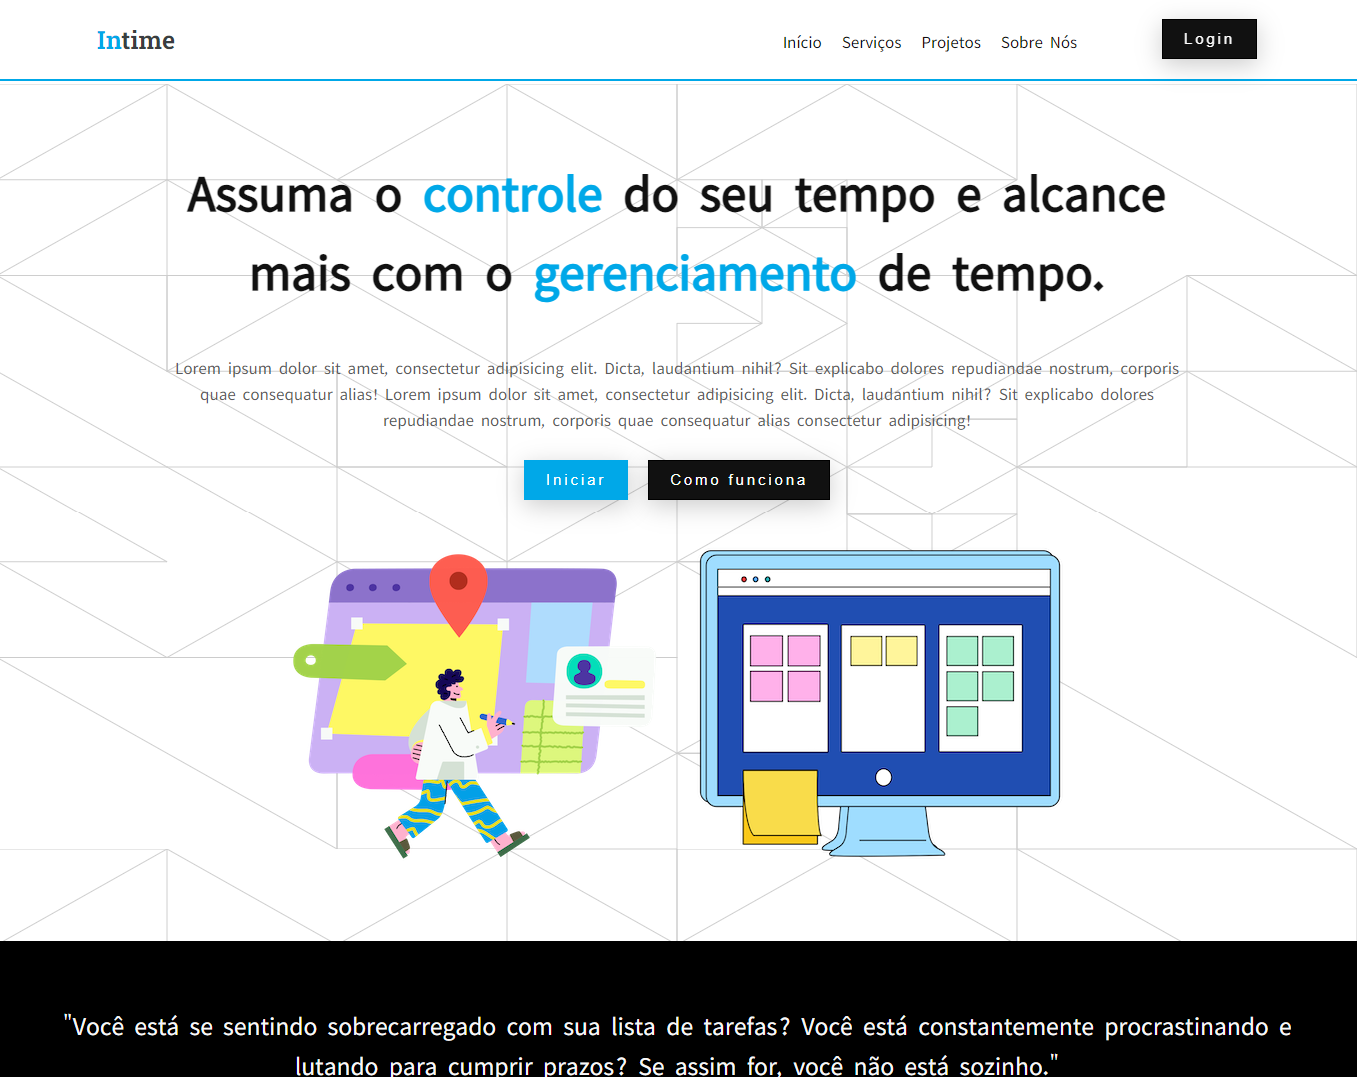 Intime
Início Serviços Projetos Sobre Nós
Login
Assuma o controle do seu tempo e alcance
mais com o gerenciamento de tempo.
Lorem ipsum dolor sit amet, consectetur adipisicing elit. Dicta, laudantium nihil? Sit explicabo dolores repudiandae nostrum, corporis
quae consequatur alias! Lorem ipsum dolor sit amet, consectetur adipisicing elit. Dicta, laudantium nihil? Sit explicabo dolores
repudiandae nostrum, corporis quae consequatur alias consectetur adipisicing!
Iniciar
Como funciona
"Você está se sentindo sobrecarregado com sua lista de tarefas? Você está constantemente procrastinando e
lutando para cumprir prazos? Se assim for, você não está sozinho."